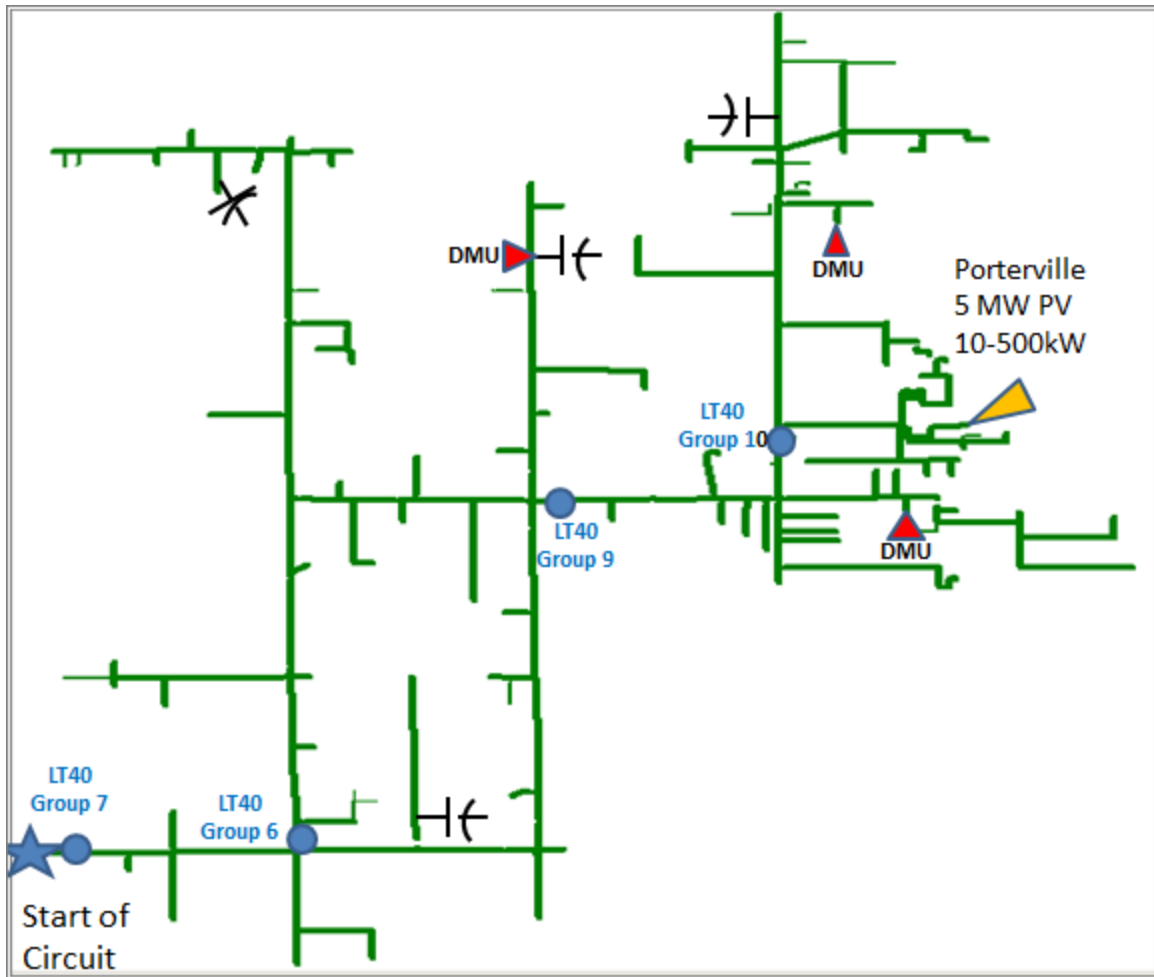 DMU
DMU
Porterville
5 MW PV
10-500kW
LT40
Group 10
LT40
Group 9
DMU
LT40
Group 7
LT40
Group 6
Start of
Circuit